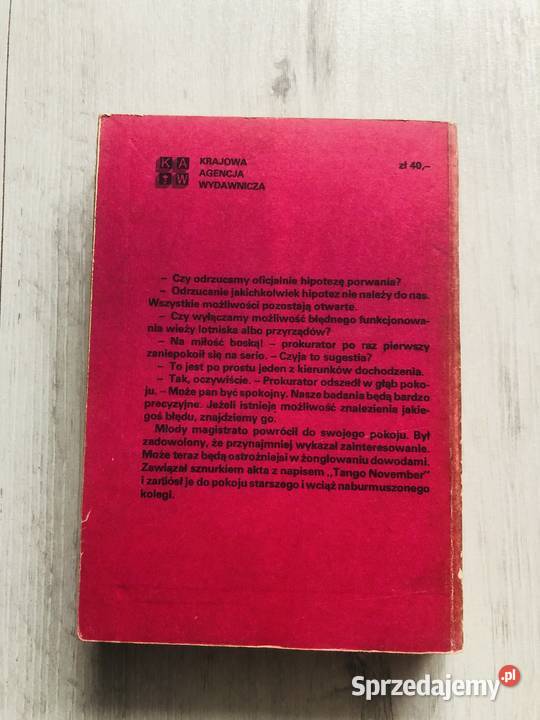 KA
TW
KRAJOWA
AGENCJA
WYDAWNICZA
zł 40,-
– Czy odrzucamy oficjalnie hipotezę porwania?
– Odrzucanie jakichkolwiek hipotez nie należy do nas.
Wszystkie możliwości pozostają otwarte.
– Czy wyłączamy możliwość błędnego funkcjonowa-
nia wieży lotniska albo przyrządów?
– Na miłość boską! – prokurator po raz pierwszy
zaniepokoił się na serio. – Czyja to sugestia?
– To jest po prostu jeden z kierunków dochodzenia.
– Tak, oczywiście. – Prokurator odszedł w głąb poko-
ju. – Może pan być spokojny. Nasze badania będą bardzo
precyzyjne. Jeżeli istnieje możliwość znalezienia jakie-
goś błędu, znajdziemy go.
Młody magistrato powrócił do swojego pokoju. Był
zadowolony, że przynajmniej wykazał zainteresowanie.
Może teraz będą ostrożniejsi w żonglowaniu dowodami.
Zawiązał sznurkiem akta z napisem „Tango November”
i zaniósł je do pokoju starszego i wciąż naburmuszonego
kolegi.
Sprzedajemy.pl